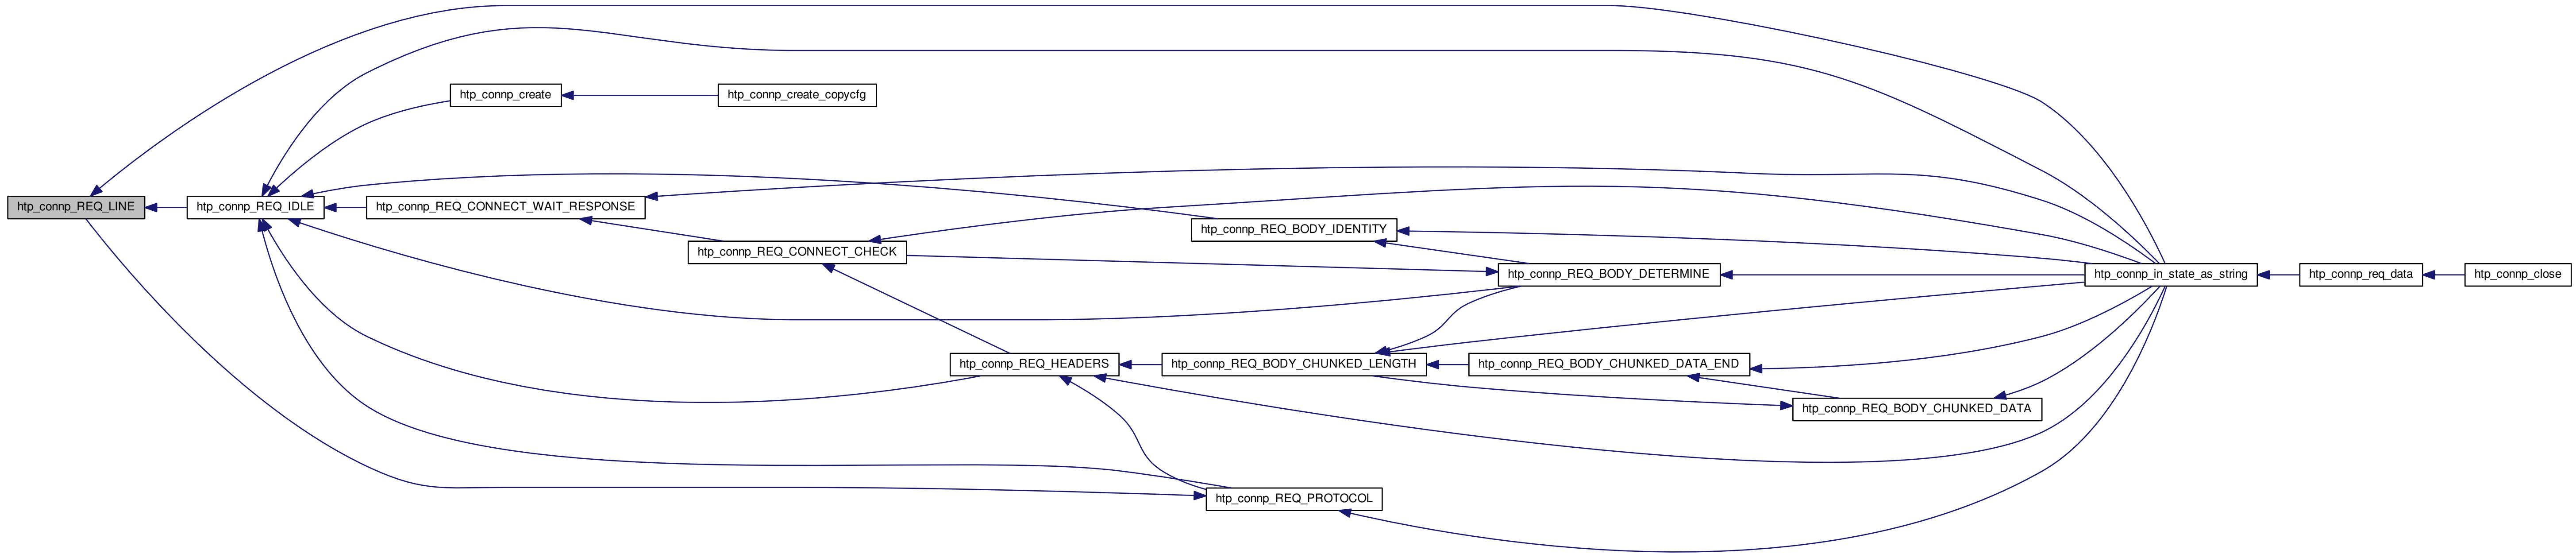 htp_connp_create
htp_connp_create_copycfg
htp_connp_REQ_LINE
htp_connp_REQ_IDLE
htp_connp_REQ_CONNECT_WAIT_RESPONSE
htp_connp_REQ_BODY_IDENTITY
htp_connp_REQ_CONNECT_CHECK
htp_connp_REQ_BODY_DETERMINE
htp_connp_in_state_as_string
htp_connp_req_data
htp_connp_close
htp_connp_REQ_HEADERS
htp_connp_REQ_BODY_CHUNKED_LENGTH
htp_connp_REQ_BODY_CHUNKED_DATA_END
htp_connp_REQ_BODY_CHUNKED_DATA
htp_connp_REQ_PROTOCOL